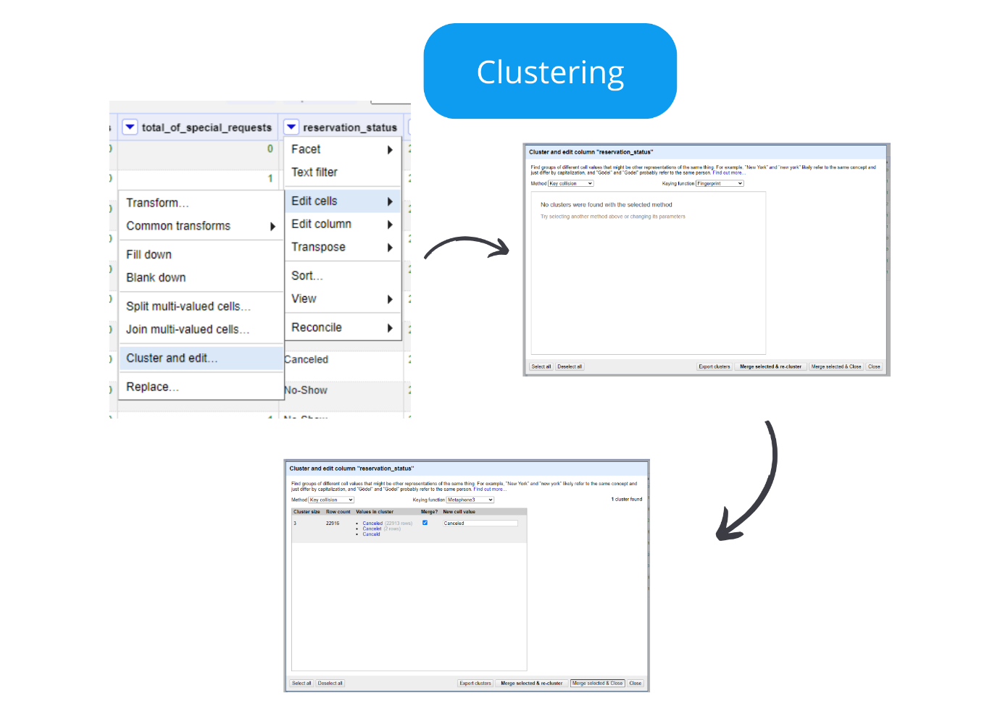 Clustering
total_of_special_requests
reservation_status
0
Facet
Text filter
1
Transform...
Edit cells
Common transforms
Edit column
Transpose
Fill down
Blank down
Sort...
View
Split multi-valued cells...
Join multi-valued cells...
Reconcile
Cluster and edit...
Canceled
Replace...
No-Show
No-Show
Cluster and edit column "reservation_status"
Find groups of different cell values that might be other representations of the same thing. For example, "New York" and "new york" likely refer to the same concept and
just differ by capitalization, and "Gödel" and "Godel" probably refer to the same person. Find out more...
Method Key collision Keying function Fingerprint
No clusters were found with the selected method
Try selecting another method above or changing its parameters
Select all Deselect all Export clusters Merge selected & re-cluster Merge selected & Close Close
Cluster and edit column "reservation_status"
Find groups of different cell values that might be other representations of the same thing. For example, "New York" and "new york" likely refer to the same concept and
just differ by capitalization, and "Gödel" and "Godel" probably refer to the same person. Find out more...
Method Key collision Keying function Metaphone3 1 cluster found
Cluster size Row count Values in cluster Merge? New cell value
3 22916 • Canceled (22913 rows) Canceled
• Cancelet (2 rows)
• Canceld
Select all Deselect all Export clusters Merge selected & re-cluster Merge selected & Close Close